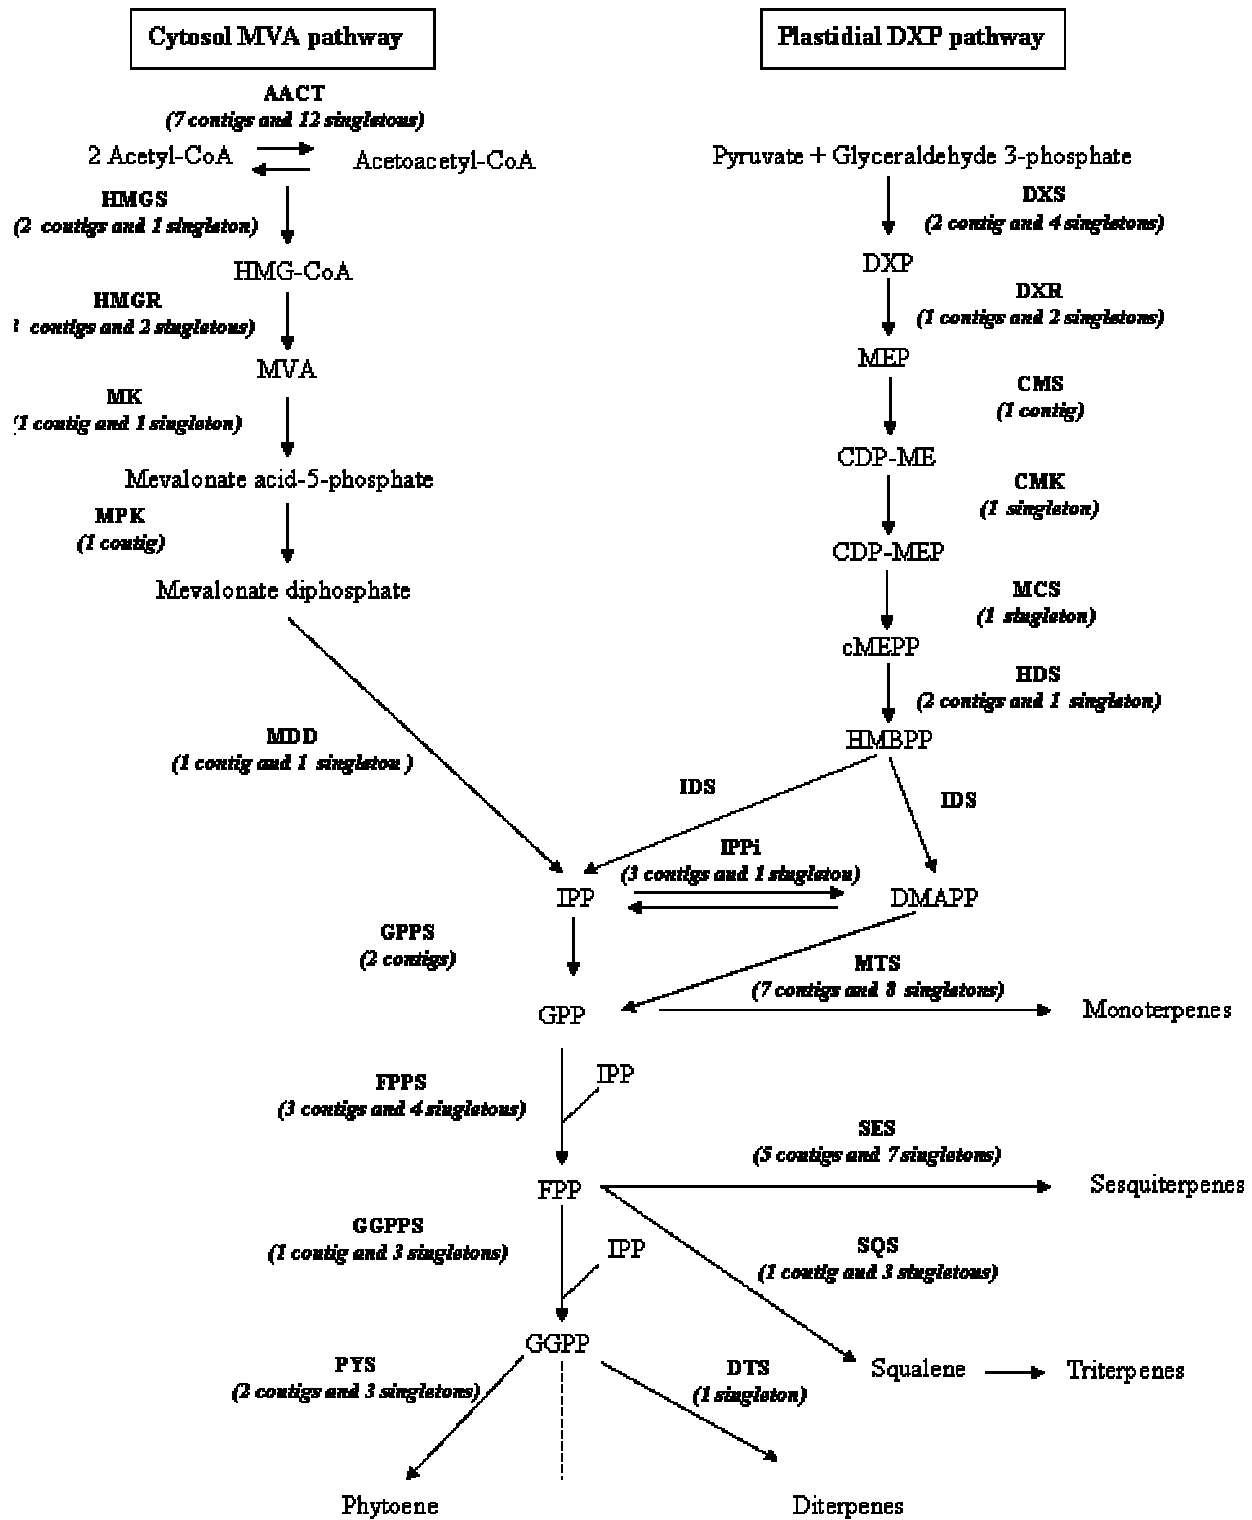 Cytosol MVA pathway
Plastidial DXP pathway
AACT
(7 contigs and 12 singletons)
2 Acetyl-CoA
Acetoacetyl-CoA
HMGS
(2 contigs and 1 singleton)
HMG-CoA
HMGR
contigs and 2 singletons)
MVA
MK
(1 contig and 1 singleton)
Mevalonate acid-5-phosphate
MPK
(1 contig)
Mevalonate diphosphate
MDD
(1 contig and 1 singleton )
Pyruvate + Glyceraldehyde 3-phosphate
DXS
(2 contig and 4 singletons)
DXP
DXR
(1 contigs and 2 singletons)
MEP
CMS
(1 contig)
CDP-ME
CMK
(1 singleton)
CDP-MEP
MCS
(1 singleton)
cMEPP
HDS
(2 contigs and 1 singleton)
HMBPP
IDS
IDS
IPPi
(3 contigs and 1 singleton)
IPP
DMAPP
GPPS
(2 contigs)
MTS
(7 contigs and 8 singletons)
GPP
Monoterpenes
IPP
FPPS
(3 contigs and 4 singletons)
SES
(5 contigs and 7 singletons)
FPP
Sesquiterpenes
GGPPS
(1 contig and 3 singletons)
IPP
SQS
(1 contig and 3 singletons)
GGPP
Squalene
Triterpenes
PYS
(2 contigs and 3 singletons)
DTS
(1 singleton)
Phytoene
Diterpenes